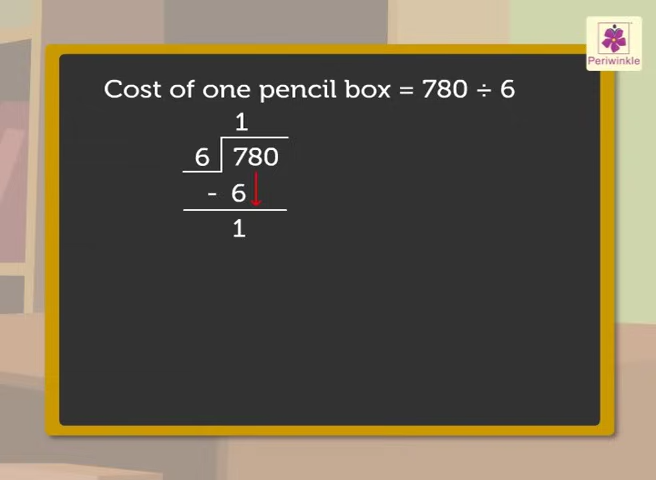 Periwinkle
Cost of one pencil box = 780 ÷ 6
1
6 780
- 6
1